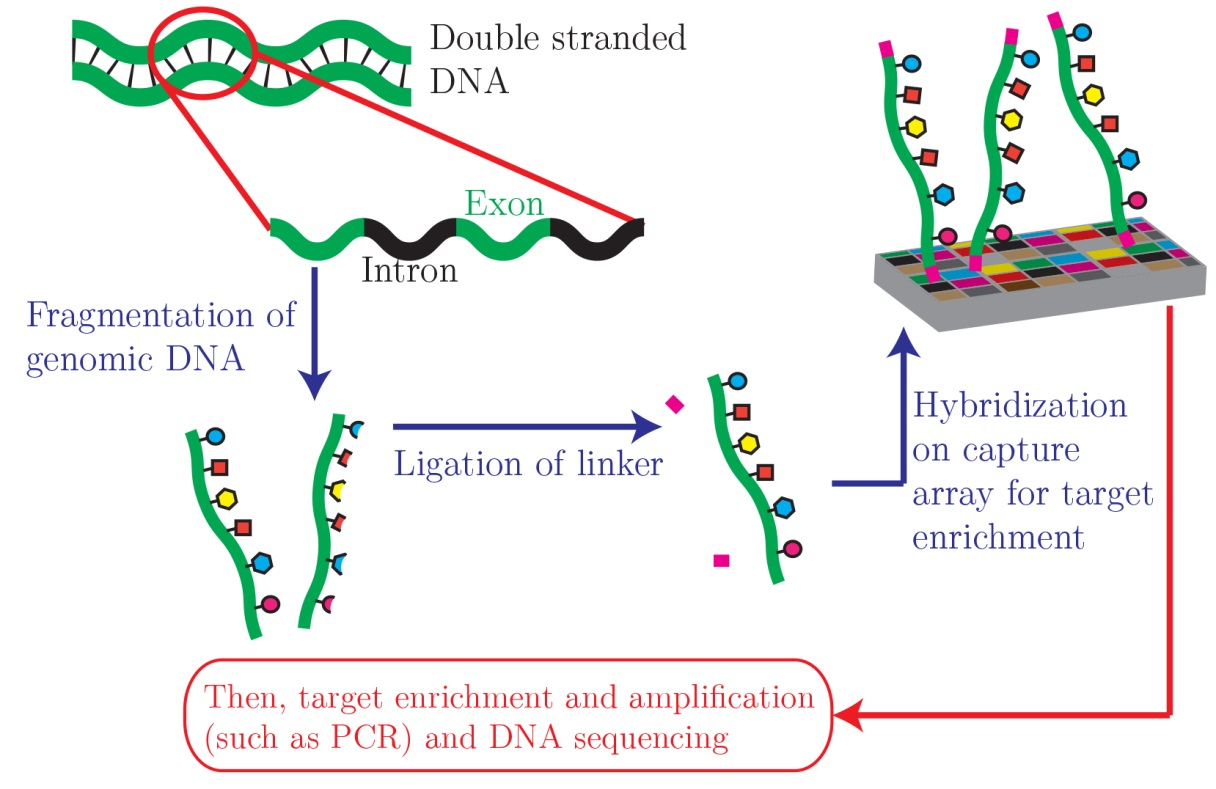 Double stranded
DNA
Exon
Intron
Fragmentation of
genomic DNA
Ligation of linker
Hybridization
on capture
array for target
enrichment
Then, target enrichment and amplification
(such as PCR) and DNA sequencing